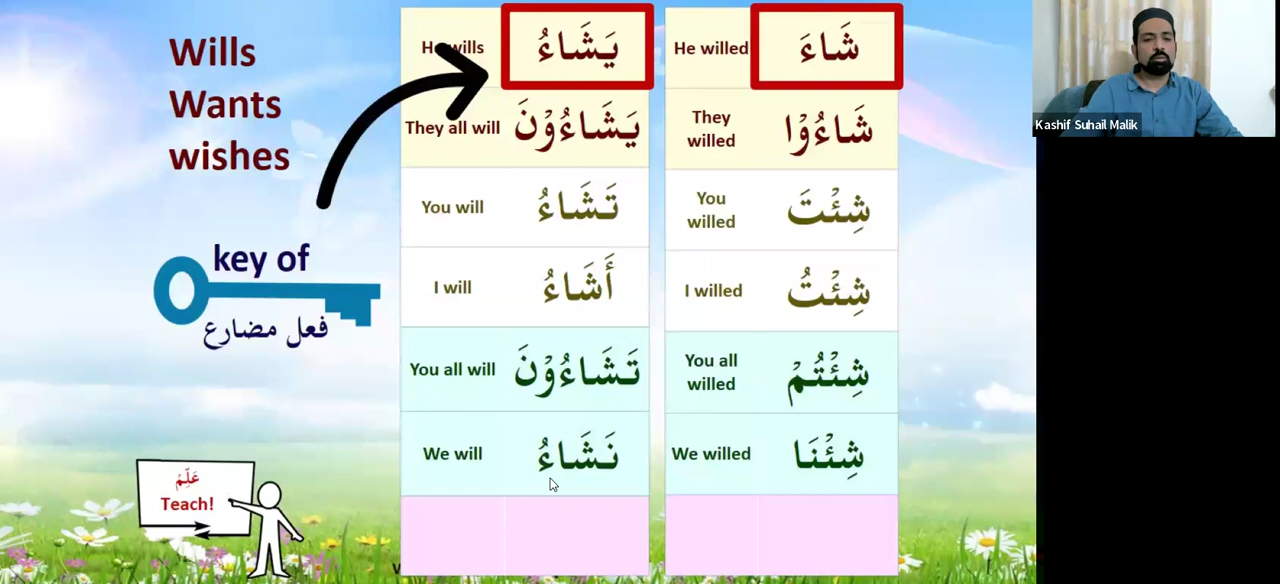 Wills
Wants
wishes
key of
فعل مضارع
عَلِّمْ
Teach!
He wills يَشَاءُ
They all will يَشَاءُوْنَ
You will تَشَاءُ
I will أَشَاءُ
You all will تَشَاءُوْنَ
We will نَشَاءُ
He willed شَاءَ
They
willed
شَاءُوْا
You
willed
شِئْتَ
I willed شِئْتُ
You all
willed
شِئْتُمْ
We willed شِئْنَا
Kashif Suhail Malik